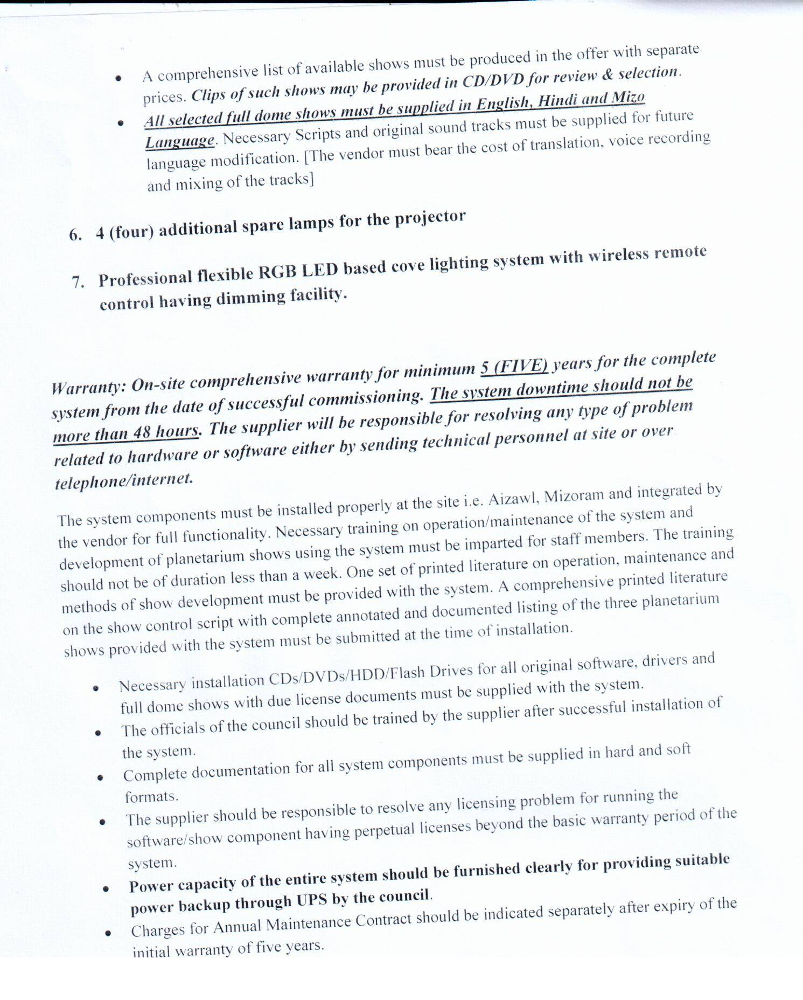 • A comprehensive list of available shows must be produced in the offer with separate
prices. Clips of such shows may be provided in CD/DVD for review & selection.
• All selected full dome shows must be supplied in English, Hindi and Mizo
Language. Necessary Scripts and original sound tracks must be supplied for future
language modification. [The vendor must bear the cost of translation, voice recording
and mixing of the tracks]
6. 4 (four) additional spare lamps for the projector
7. Professional flexible RGB LED based cove lighting system with wireless remote
control having dimming facility.
Warranty: On-site comprehensive warranty for minimum 5 (FIVE) years for the complete
system from the date of successful commissioning. The system downtime should not be
more than 48 hours. The supplier will be responsible for resolving any type of problem
related to hardware or software either by sending technical personnel at site or over
telephone/internet.
The system components must be installed properly at the site i.e. Aizawl, Mizoram and integrated by
the vendor for full functionality. Necessary training on operation/maintenance of the system and
development of planetarium shows using the system must be imparted for staff members. The training
should not be of duration less than a week. One set of printed literature on operation, maintenance and
methods of show development must be provided with the system. A comprehensive printed literature
on the show control script with complete annotated and documented listing of the three planetarium
shows provided with the system must be submitted at the time of installation.
• Necessary installation CDs/DVDs/HDD/Flash Drives for all original software, drivers and
full dome shows with due license documents must be supplied with the system.
• The officials of the council should be trained by the supplier after successful installation of
the system.
• Complete documentation for all system components must be supplied in hard and soft
formats.
• The supplier should be responsible to resolve any licensing problem for running the
software/show component having perpetual licenses beyond the basic warranty period of the
system.
• Power capacity of the entire system should be furnished clearly for providing suitable
power backup through UPS by the council.
• Charges for Annual Maintenance Contract should be indicated separately after expiry of the
initial warranty of five years.